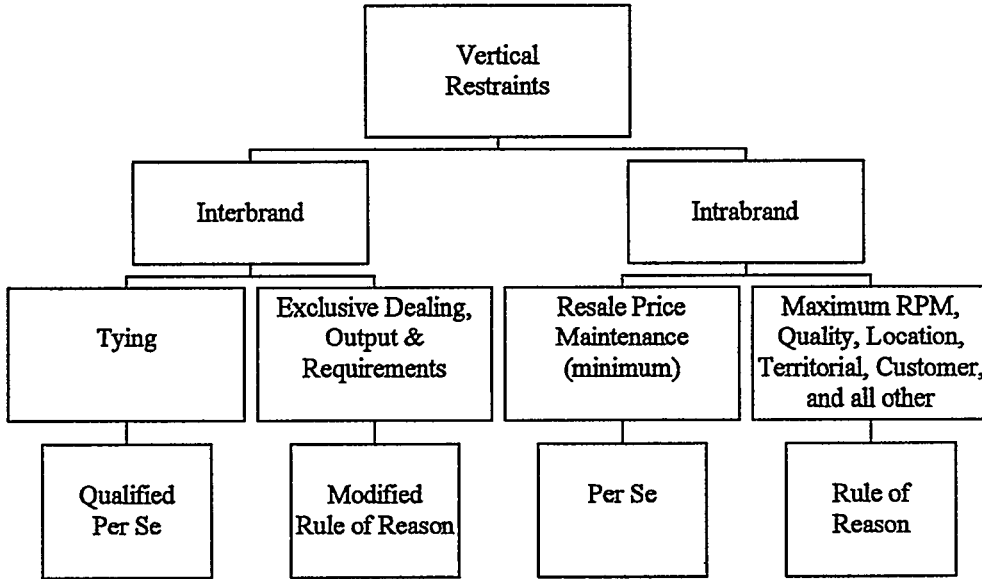 Vertical
Restraints
Interbrand
Intrabrand
Tying
Exclusive Dealing,
Output &
Requirements
Resale Price
Maintenance
(minimum)
Maximum RPM,
Quality, Location,
Territorial, Customer,
and all other
Qualified
Per Se
Modified
Rule of Reason
Per Se
Rule of
Reason